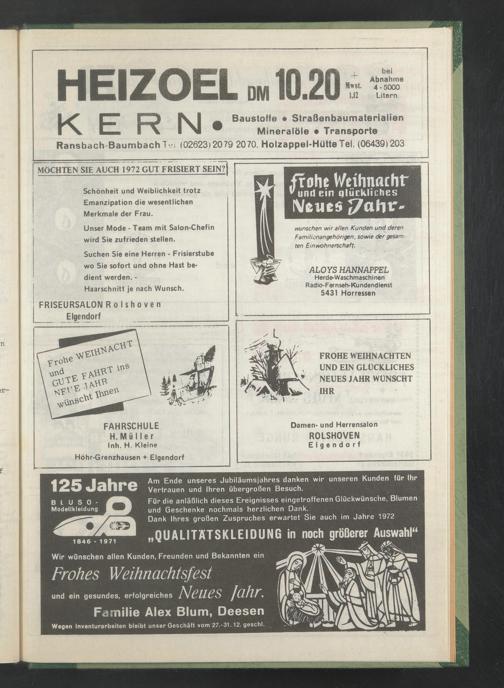 HEIZOEL DM 10.20 + Mwst. 1.12 bei Abnahme 4-5000 Litern
KERN. Baustoffe • Straßenbaumaterialien
Mineralöle • Transporte
Ransbach-Baumbach Tel. (02623) 2079 2070. Holzappel-Hütte Tel. (06439) 203
MÖCHTEN SIE AUCH 1972 GUT FRISIERT SEIN?
Schönheit und Weiblichkeit trotz
Emanzipation die wesentlichen
Merkmale der Frau.
Unser Mode - Team mit Salon-Chefin
wird Sie zufrieden stellen.
Suchen Sie eine Herren - Frisierstube
wo Sie sofort und ohne Hast be-
dient werden. -
Haarschnitt je nach Wunsch.
FRISEURSALON Rolshoven
Elgendorf
Frohe Weihnacht
und ein glückliches
Neues Jahr-
wünschen wir allen Kunden und deren
Familienangehörigen, sowie der gesam-
ten Einwohnerschaft.
ALOYS HANNAPPEL
Herde-Waschmaschinen
Radio-Fernseh-Kundendienst
5431 Horressen
Frohe WEIHNACHT
und
GUTE FAHRT ins
NEUE JAHR
wünscht Ihnen
FAHRSCHULE
H. Müller
Inh. H. Kleine
Höhr-Grenzhausen + Elgendorf
FROHE WEIHNACHTEN
UND EIN GLÜCKLICHES
NEUES JAHR WÜNSCHT
IHR
Damen- und Herrensalon
ROLSHOVEN
Elgendorf
125 Jahre
BLUSO-
Modellkleidung
1846 - 1971
Am Ende unseres Jubiläumsjahres danken wir unseren Kunden für Ihr
Vertrauen und Ihren übergroßen Besuch.
Für die anläßlich dieses Ereignisses eingetroffenen Glückwünsche, Blumen
und Geschenke nochmals herzlichen Dank.
Dank Ihres großen Zuspruches erwartet Sie auch im Jahre 1972
„QUALITÄTSKLEIDUNG in noch größerer Auswahl“
Wir wünschen allen Kunden, Freunden und Bekannten ein
Frohes Weihnachtsfest
und ein gesundes, erfolgreiches Neues Jahr.
Familie Alex Blum, Deesen
Wegen Inventurarbeiten bleibt unser Geschäft vom 27.-31.12. geschl.